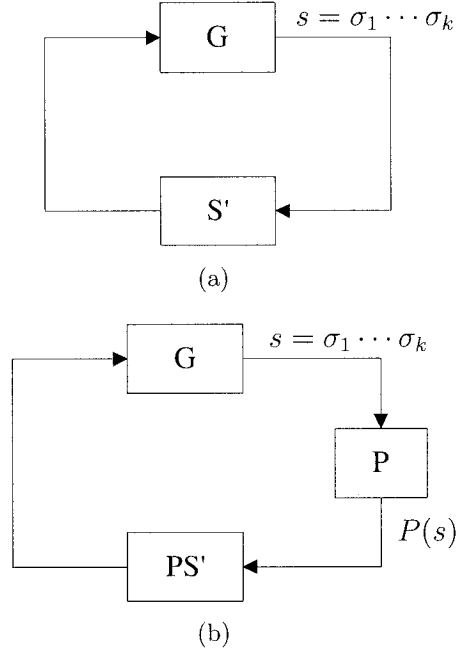 G
s = σ₁ ⋯ σₖ
S'
(a)
G
s = σ₁ ⋯ σₖ
P
P(s)
PS'
(b)